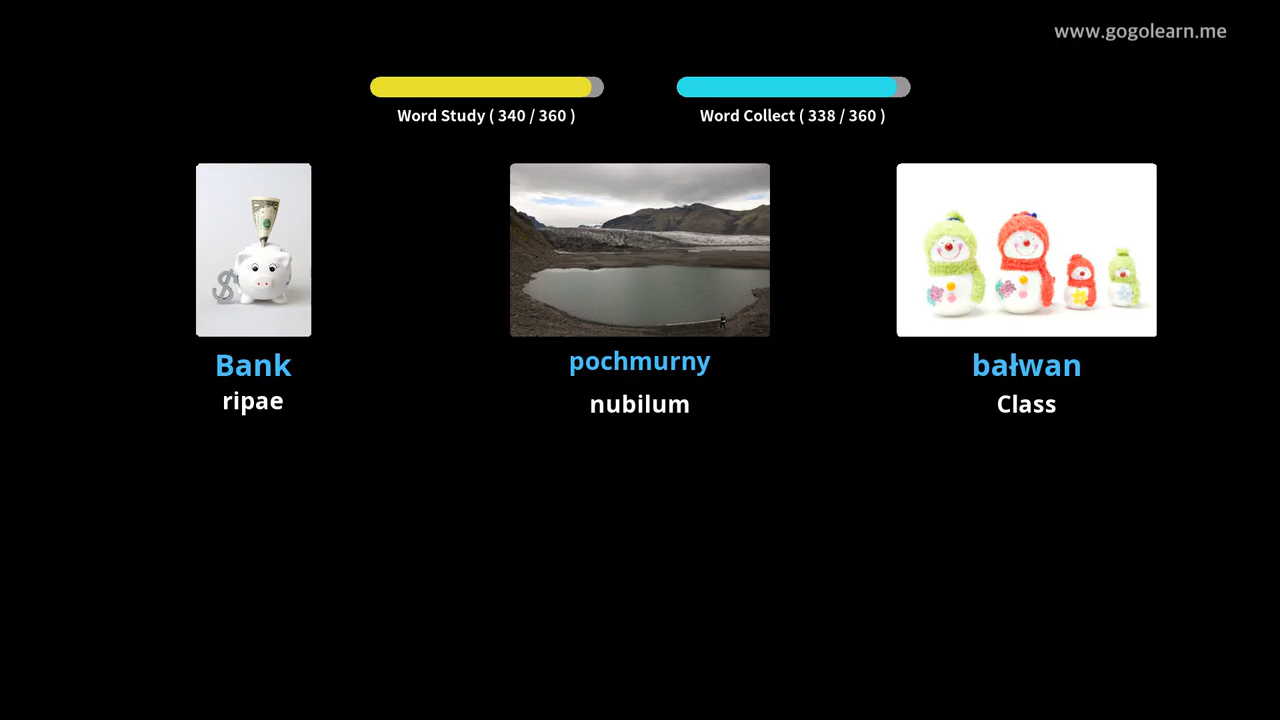 www.gogolearn.me
Word Study ( 340 / 360 )
Word Collect ( 338 / 360 )
Bank
ripae
pochmurny
nubilum
bałwan
Class